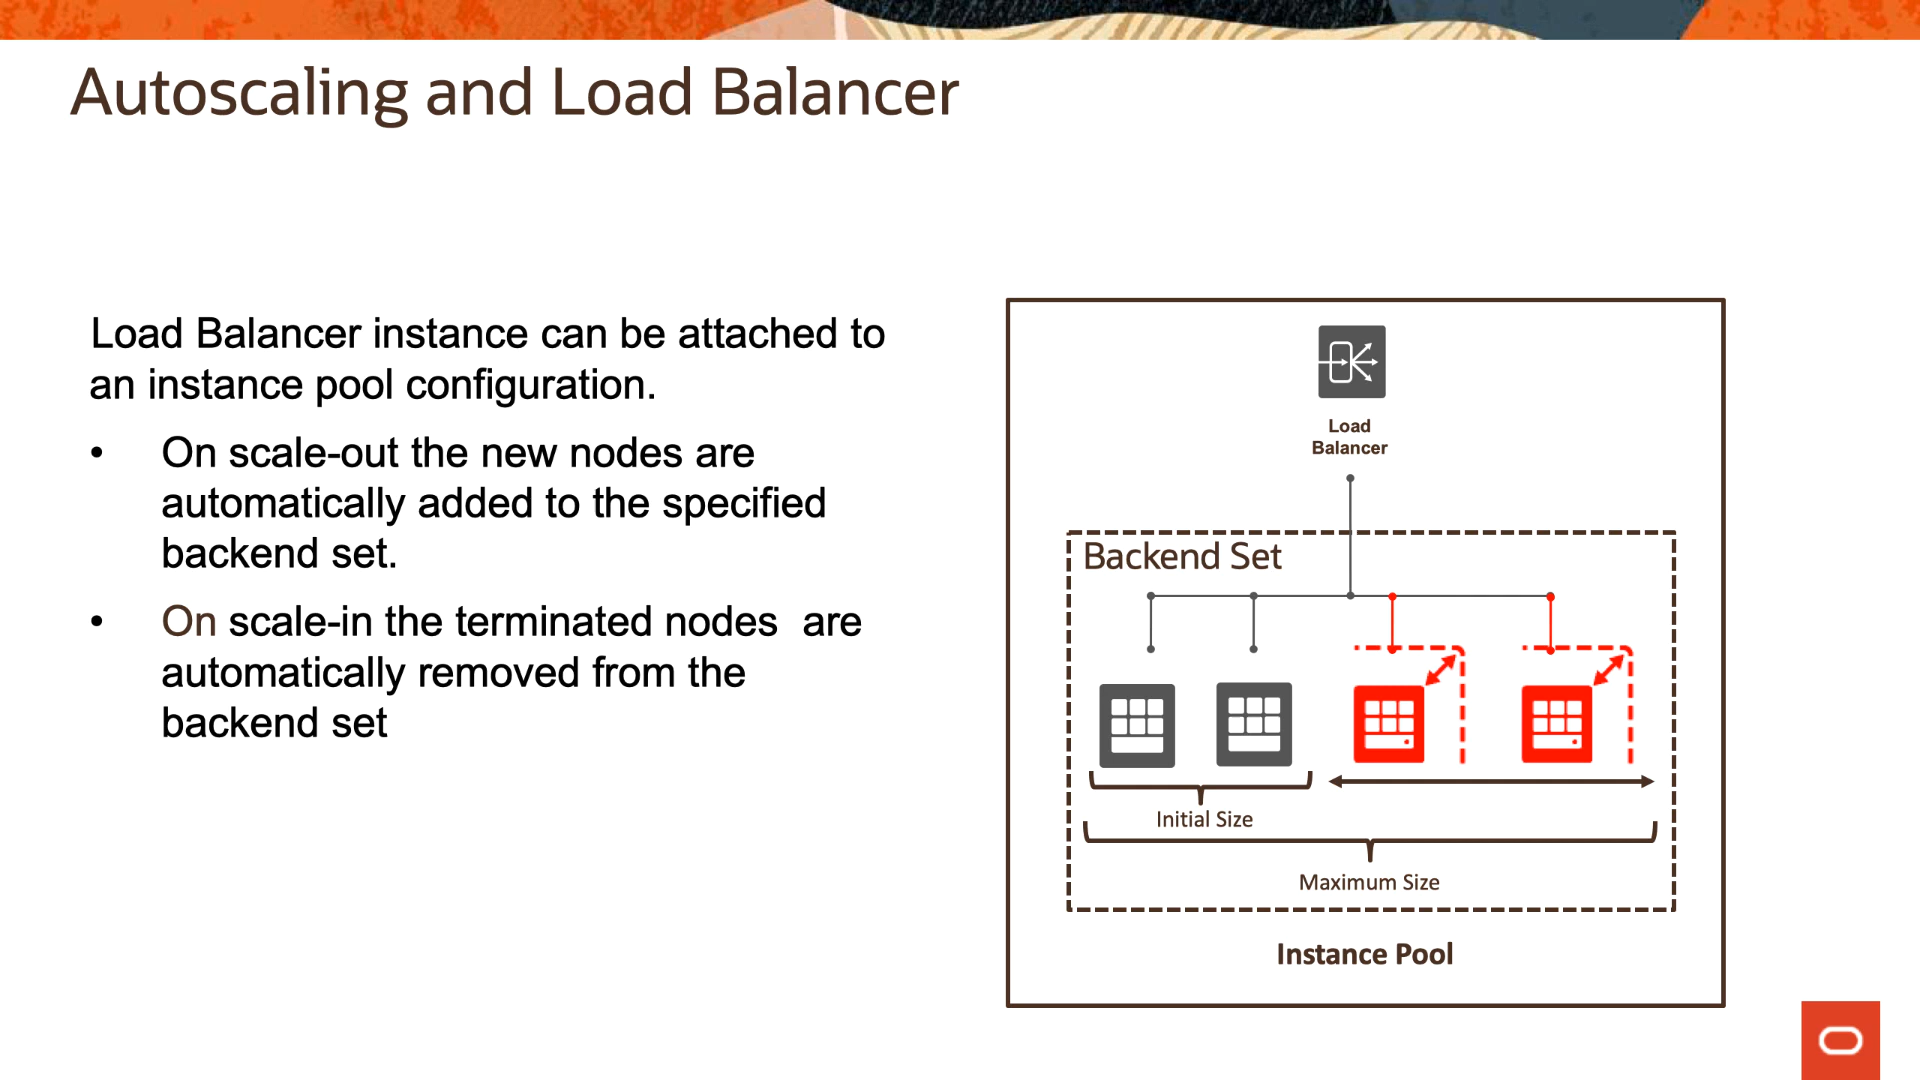 Autoscaling and Load Balancer
Load Balancer instance can be attached to
an instance pool configuration.
• On scale-out the new nodes are
automatically added to the specified
backend set.
• On scale-in the terminated nodes  are
automatically removed from the
backend set
Load
Balancer
Backend Set
Initial Size
Maximum Size
Instance Pool